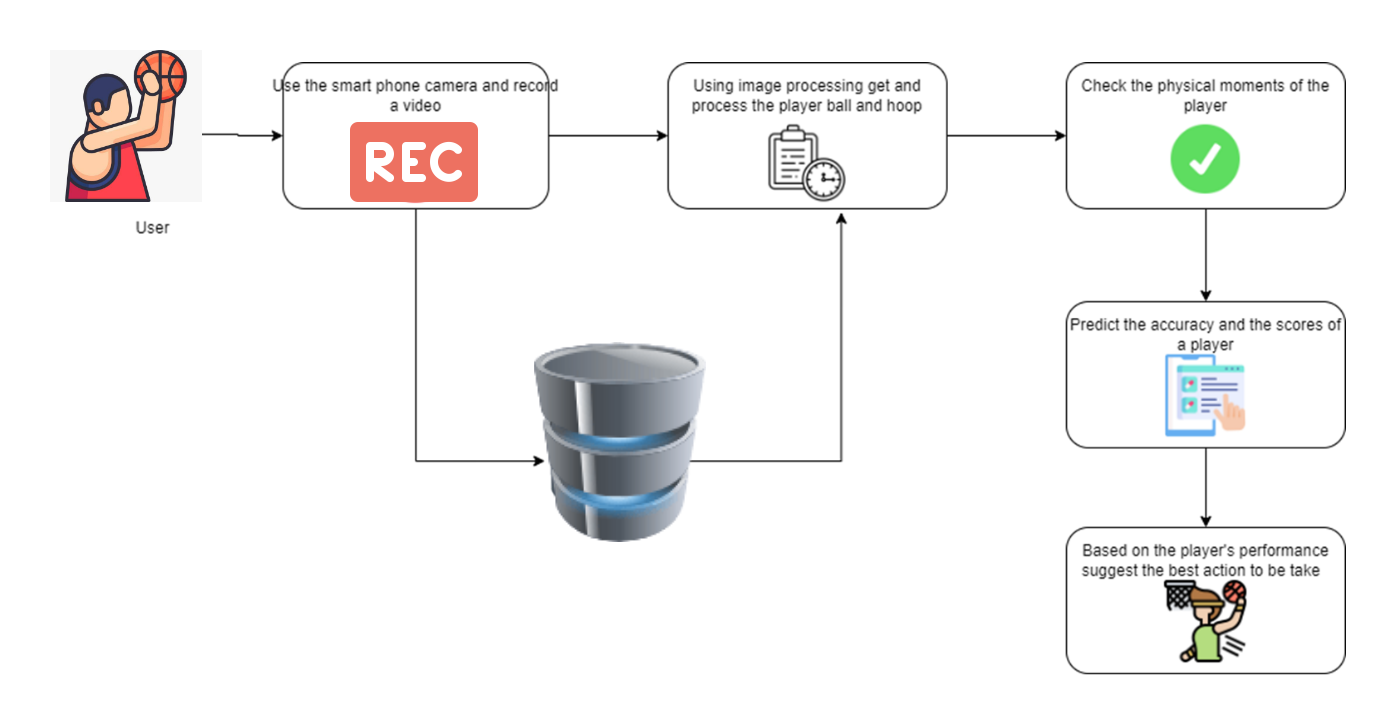 Use the smart phone camera and record
a video
REC
Using image processing get and
process the player ball and hoop
Check the physical moments of the
player
User
Predict the accuracy and the scores of
a player
Based on the player's performance
suggest the best action to be take